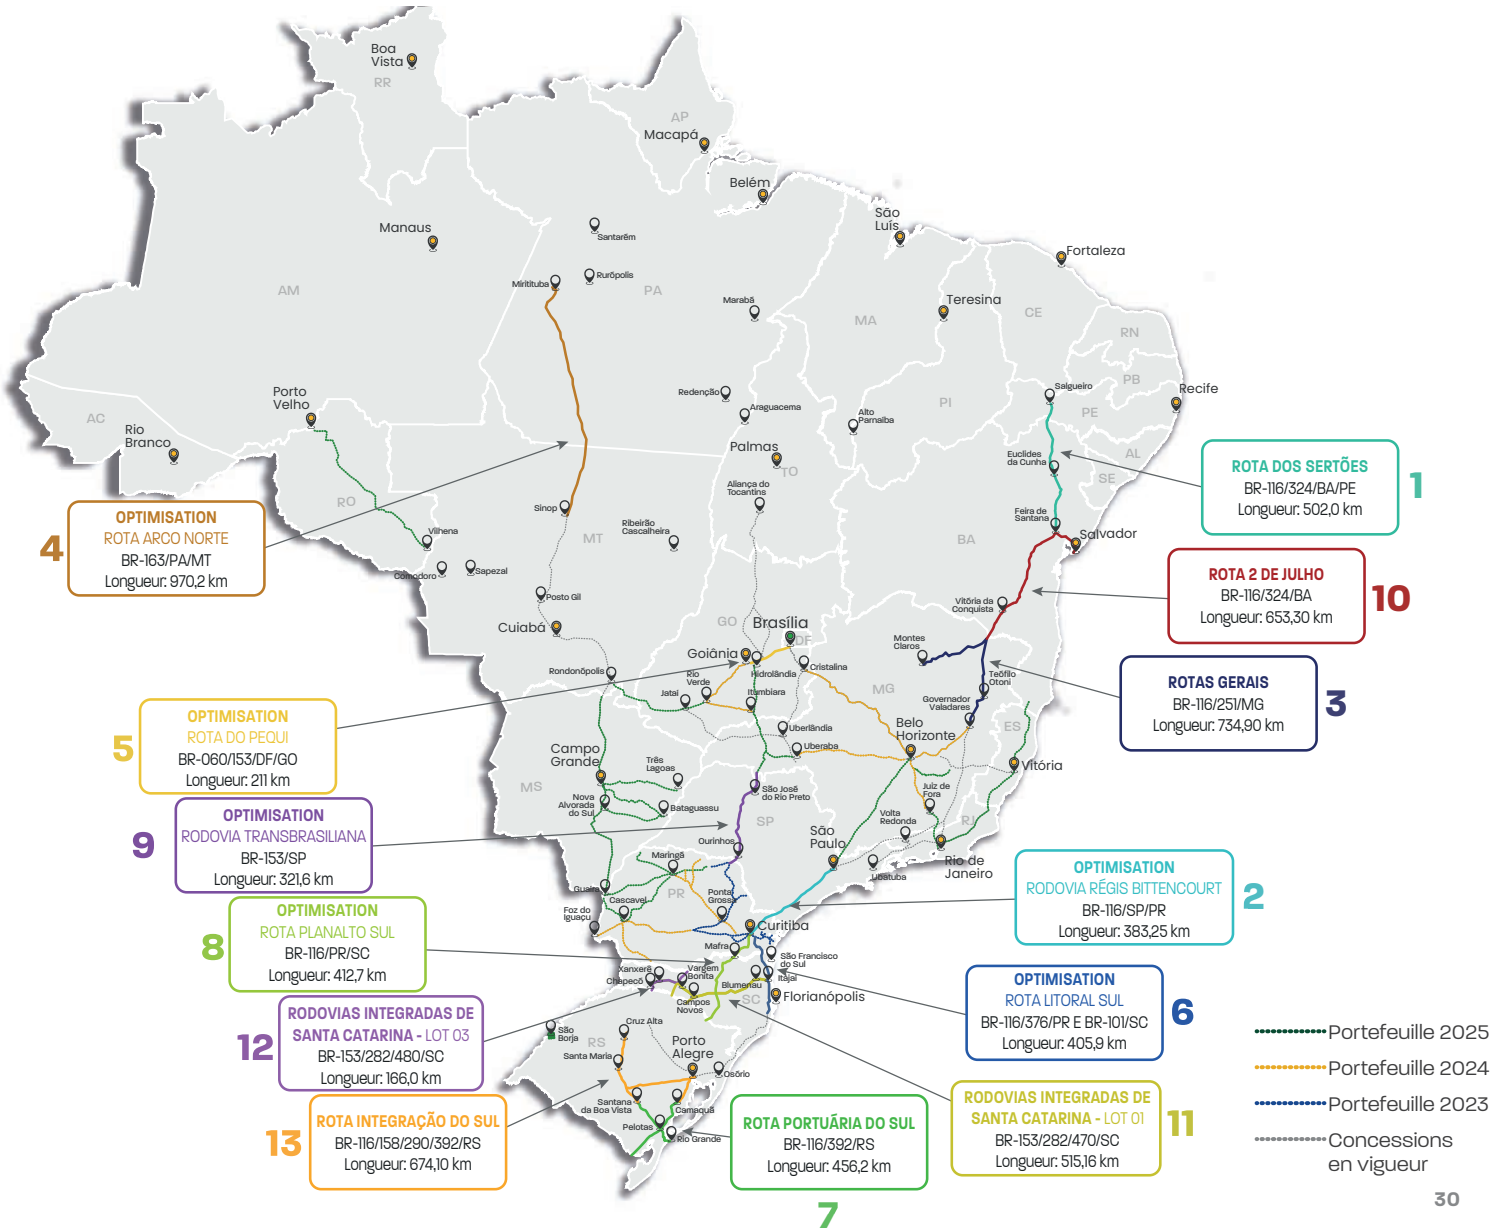 Boa
Vista
RR
AP
Macapá
Belém
Manaus
Santarém
São
Luís
Fortaleza
Miritituba
Rurópolis
AM
PA
Marabá
Teresina
MA
CE
RN
Redenção
Araguacema
Alto
Parnaíba
PI
Salgueiro
PB
Recife
PE
Porto
Velho
AC
Rio
Branco
Palmas
TO
Euclides
da Cunha
AL
SE
RO
Aliança do
Tocantins
Sinop
Ribeirão
Cascalheira
MT
Feira de
Santana
Salvador
BA
Vilhena
Comodoro
Sapezal
Posto Gil
Cuiabá
GO
Brasília
DF
Vitória da
Conquista
Goiânia
Hidrolândia
Cristalina
Montes
Claros
Rondonópolis
Rio
Verde
Jataí
Itumbiara
MG
Teófilo
Otoni
Governador
Valadares
ES
Uberlândia
Uberaba
Belo
Horizonte
Vitória
Campo
Grande
MS
Três
Lagoas
Nova
Alvorada
do Sul
Bataguassu
São José
do Rio Preto
SP
Juiz de
Fora
Volta
Redonda
RJ
São
Paulo
Rio de
Janeiro
Ubatuba
Ourinhos
Maringá
PR
Guaíra
Cascavel
Ponta
Grossa
Foz do
Iguaçu
Curitiba
Mafra
São Francisco
do Sul
Xanxerê
Chapecó
Vargem
Bonita
Blumenau
Itajaí
Campos
Novos
SC
Florianópolis
São
Borja
Cruz Alta
RS
Santa Maria
Porto
Alegre
Osório
Santana
da Boa Vista
Camaquã
Pelotas
Rio Grande
ROTA DOS SERTÕES
BR-116/324/BA/PE
Longueur: 502,0 km
1
ROTA 2 DE JULHO
BR-116/324/BA
Longueur: 653,30 km
10
ROTAS GERAIS
BR-116/251/MG
Longueur: 734,90 km
3
4
OPTIMISATION
ROTA ARCO NORTE
BR-163/PA/MT
Longueur: 970,2 km
5
OPTIMISATION
ROTA DO PEQUI
BR-060/153/DF/GO
Longueur: 211 km
9
OPTIMISATION
RODOVIA TRANSBRASILIANA
BR-153/SP
Longueur: 321,6 km
8
OPTIMISATION
ROTA PLANALTO SUL
BR-116/PR/SC
Longueur: 412,7 km
12
RODOVIAS INTEGRADAS DE
SANTA CATARINA - LOT 03
BR-153/282/480/SC
Longueur: 166,0 km
13
ROTA INTEGRAÇÃO DO SUL
BR-116/158/290/392/RS
Longueur: 674,10 km
OPTIMISATION
RODOVIA RÉGIS BITTENCOURT
BR-116/SP/PR
Longueur: 383,25 km
2
OPTIMISATION
ROTA LITORAL SUL
BR-116/376/PR E BR-101/SC
Longueur: 405,9 km
6
RODOVIAS INTEGRADAS DE
SANTA CATARINA - LOT 01
BR-153/282/470/SC
Longueur: 515,16 km
11
ROTA PORTUÁRIA DO SUL
BR-116/392/RS
Longueur: 456,2 km
7
Portefeuille 2025
Portefeuille 2024
Portefeuille 2023
Concessions
en vigueur
30